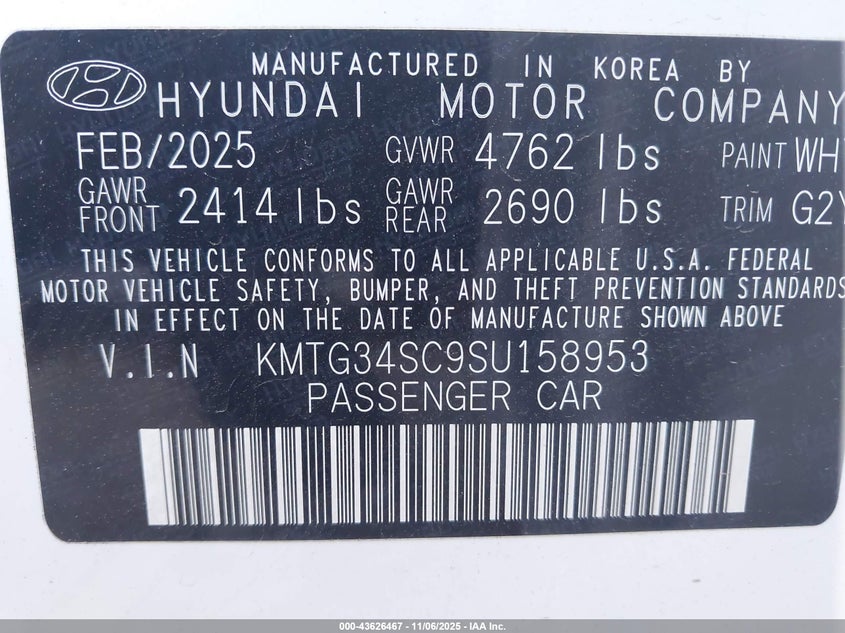 MANUFACTURED IN KOREA BY
HYUNDAI MOTOR COMPANY
FEB/2025 GVWR 4762 lbs PAINT WH
GAWR FRONT 2414 lbs GAWR REAR 2690 lbs TRIM G2Y
THIS VEHICLE CONFORMS TO ALL APPLICABLE U.S.A. FEDERAL
MOTOR VEHICLE SAFETY, BUMPER, AND THEFT PREVENTION STANDARDS
IN EFFECT ON THE DATE OF MANUFACTURE SHOWN ABOVE
V.I.N KMTG34SC9SU158953
PASSENGER CAR
000-43626467 - 11/06/2025 - IAA Inc.